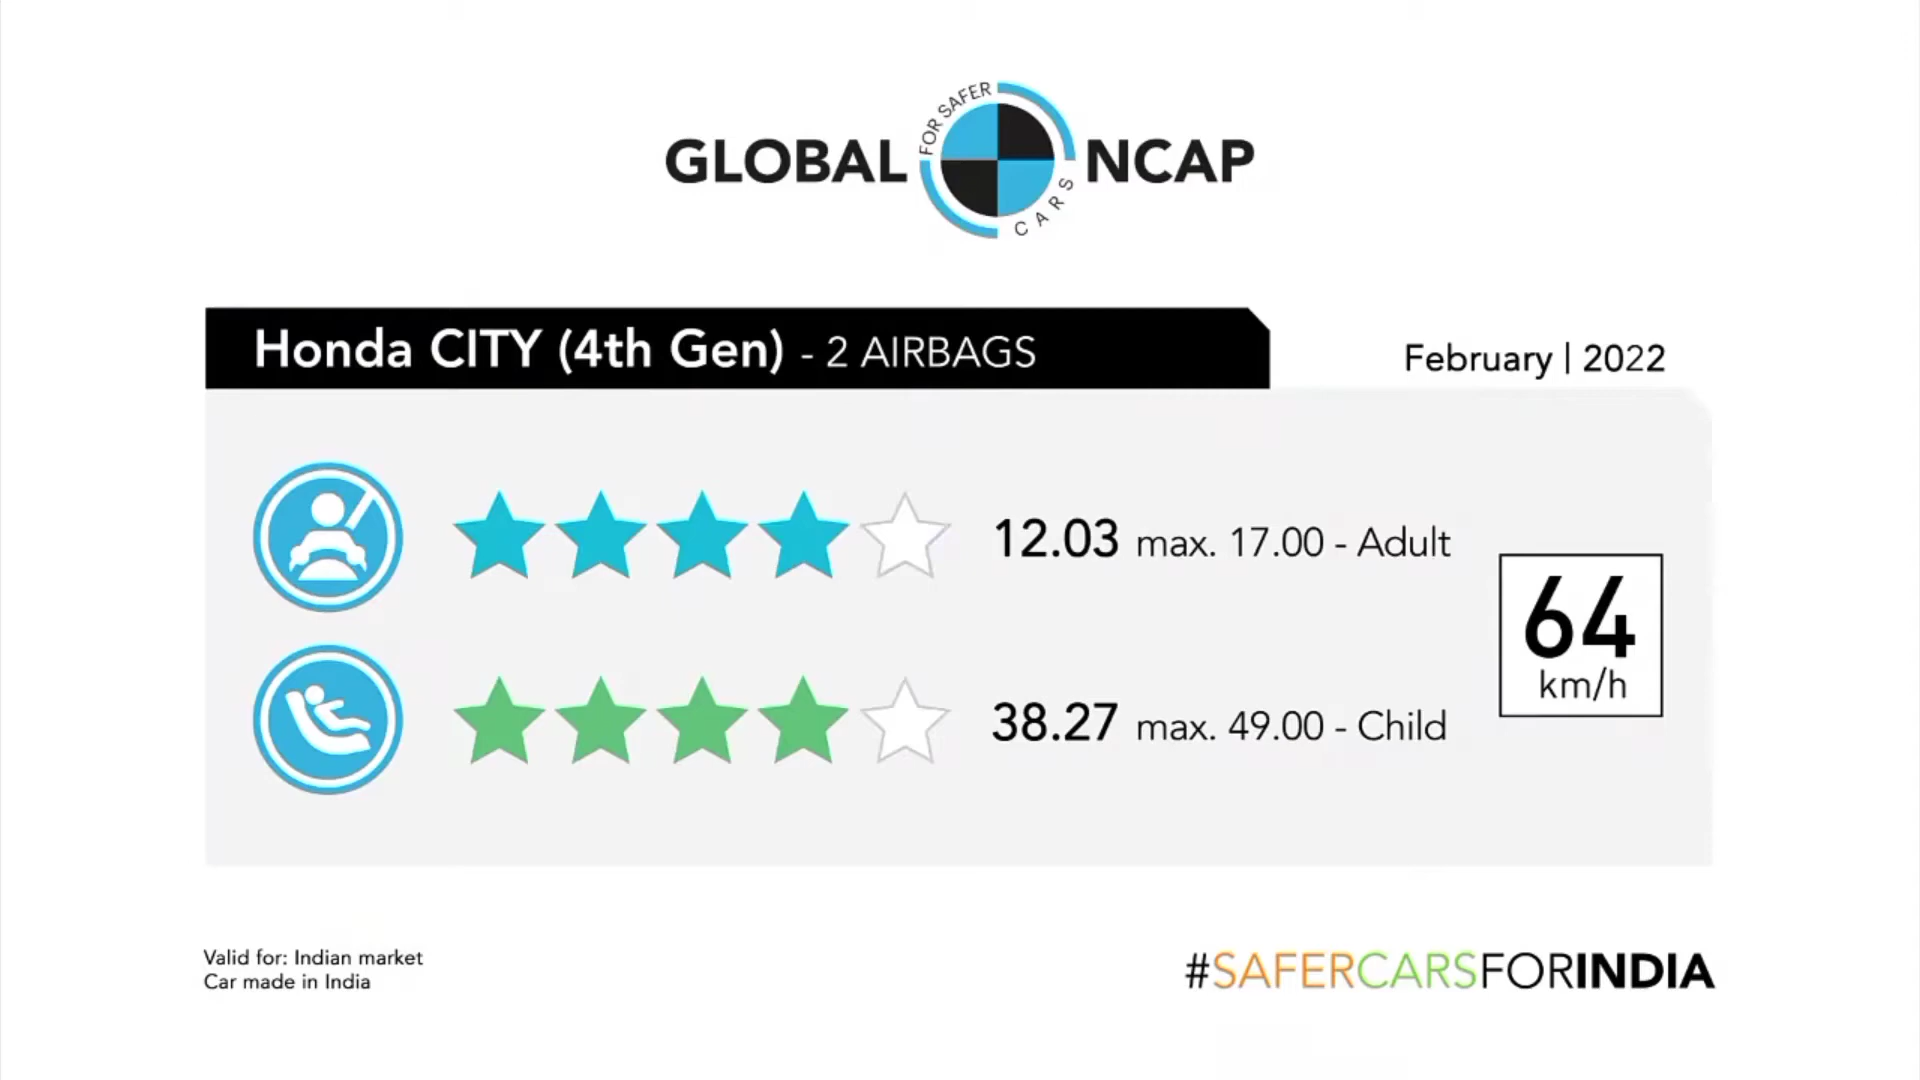 GLOBAL FOR SAFER CARS NCAP
Honda CITY (4th Gen) - 2 AIRBAGS
February | 2022
12.03 max. 17.00 - Adult
38.27 max. 49.00 - Child
64
km/h
Valid for: Indian market
Car made in India
#SAFERCARSFORINDIA